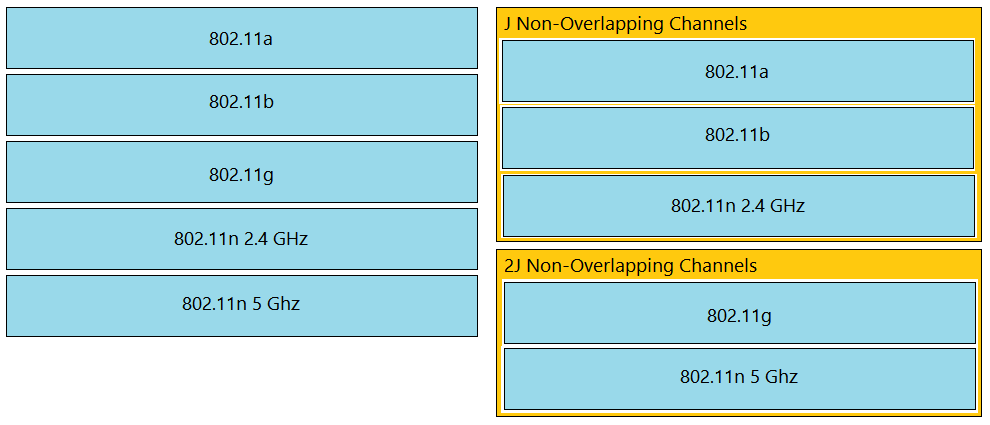 802.11a
802.11b
802.11g
802.11n 2.4 GHz
802.11n 5 Ghz
J Non-Overlapping Channels
802.11a
802.11b
802.11n 2.4 GHz
2J Non-Overlapping Channels
802.11g
802.11n 5 Ghz